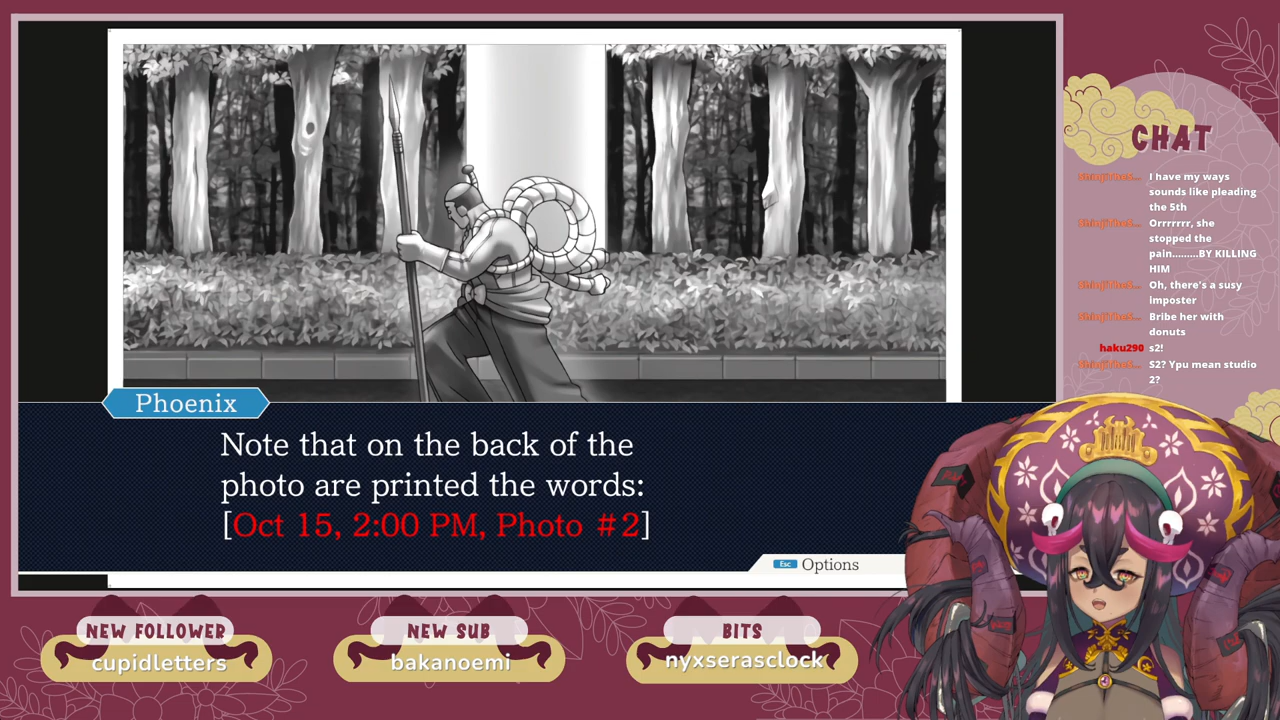 Phoenix
Note that on the back of the
photo are printed the words:
[Oct 15, 2:00 PM, Photo #2]
Esc Options
CHAT
I have my ways
sounds like pleading
the 5th
Orrrrrr, she
stopped the
pain.........BY KILLING
HIM
Oh, there's a susy
imposter
Bribe her with
donuts
haku290 s2!
S2? Ypu mean studio
2?
NEW FOLLOWER
cupidletters
NEW SUB
bakanoemi
BITS
nyxserasclock